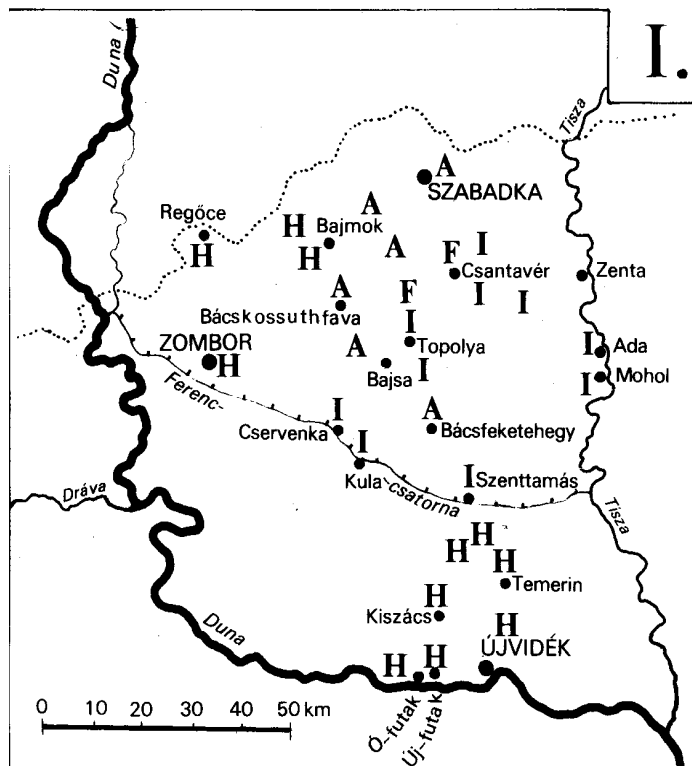 I.
Duna
Tisza
A
SZABADKA
A
Regőce
H
H
Bajmok
H
A
F
I
Csantavér
I
I
Zenta
A
Bácskossuthfava
F
I
Topolya
I
A
Bajsa
ZOMBOR
H
I
Ada
I
Mohol
Ferenc-
I
Cservenka
A
Bácsfeketehegy
I
Kula
-csatorna
I
Szenttamás
Dráva
Tisza
H
H
H
Temerin
H
Kiszács
H
ÚJVIDÉK
Duna
H
H
Ó-futak
Új-futak
0 10 20 30 40 50 km